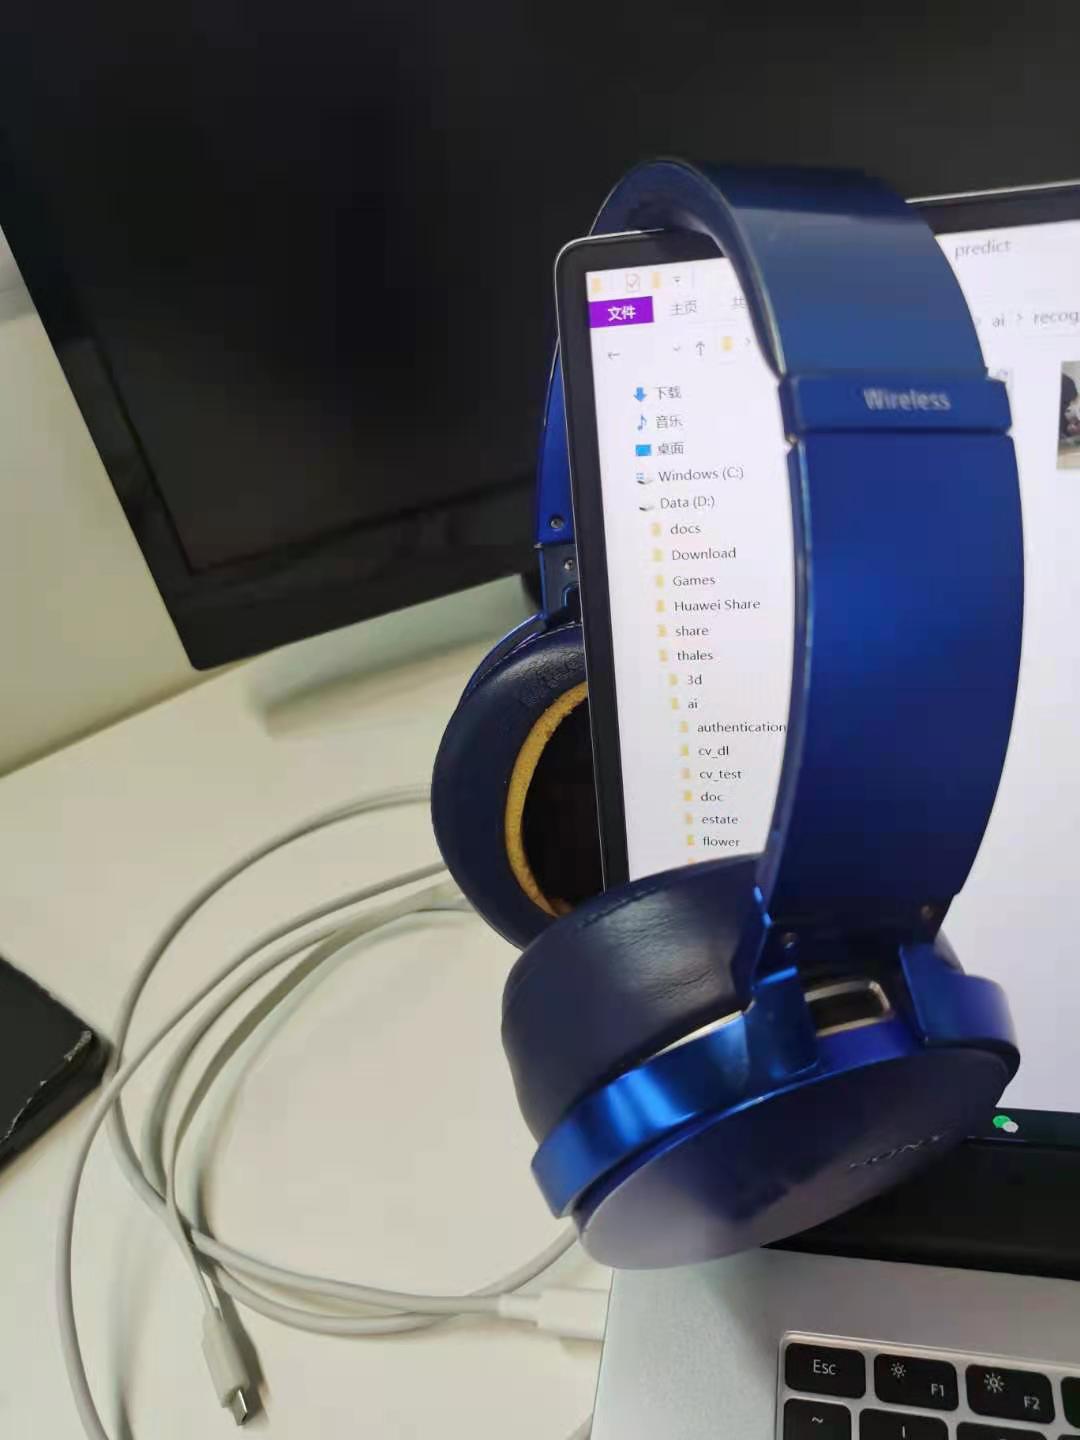 predict
文件
主页
共
ai > recog
Wireless
下载
音乐
桌面
Windows (C:)
Data (D:)
docs
Download
Games
Huawei Share
share
thales
3d
ai
authentication
cv_dl
cv_test
doc
estate
flower
SONY
Esc
F1
F2
~